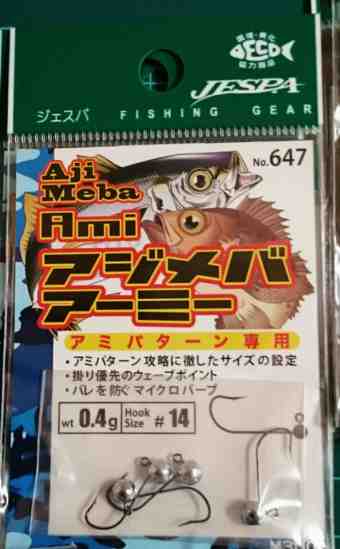 環境・美化
ECO
協力商品
JESPA
ジェスパ FISHING GEAR
Aji
Meba
No.647
Ami
アジメバ
アーミー
アミパターン専用
・アミパターン攻略に徹したサイズの設定
・掛り優先のウェーブポイント
・バレを防ぐマイクロバーブ
wt 0.4g Hook Size #14